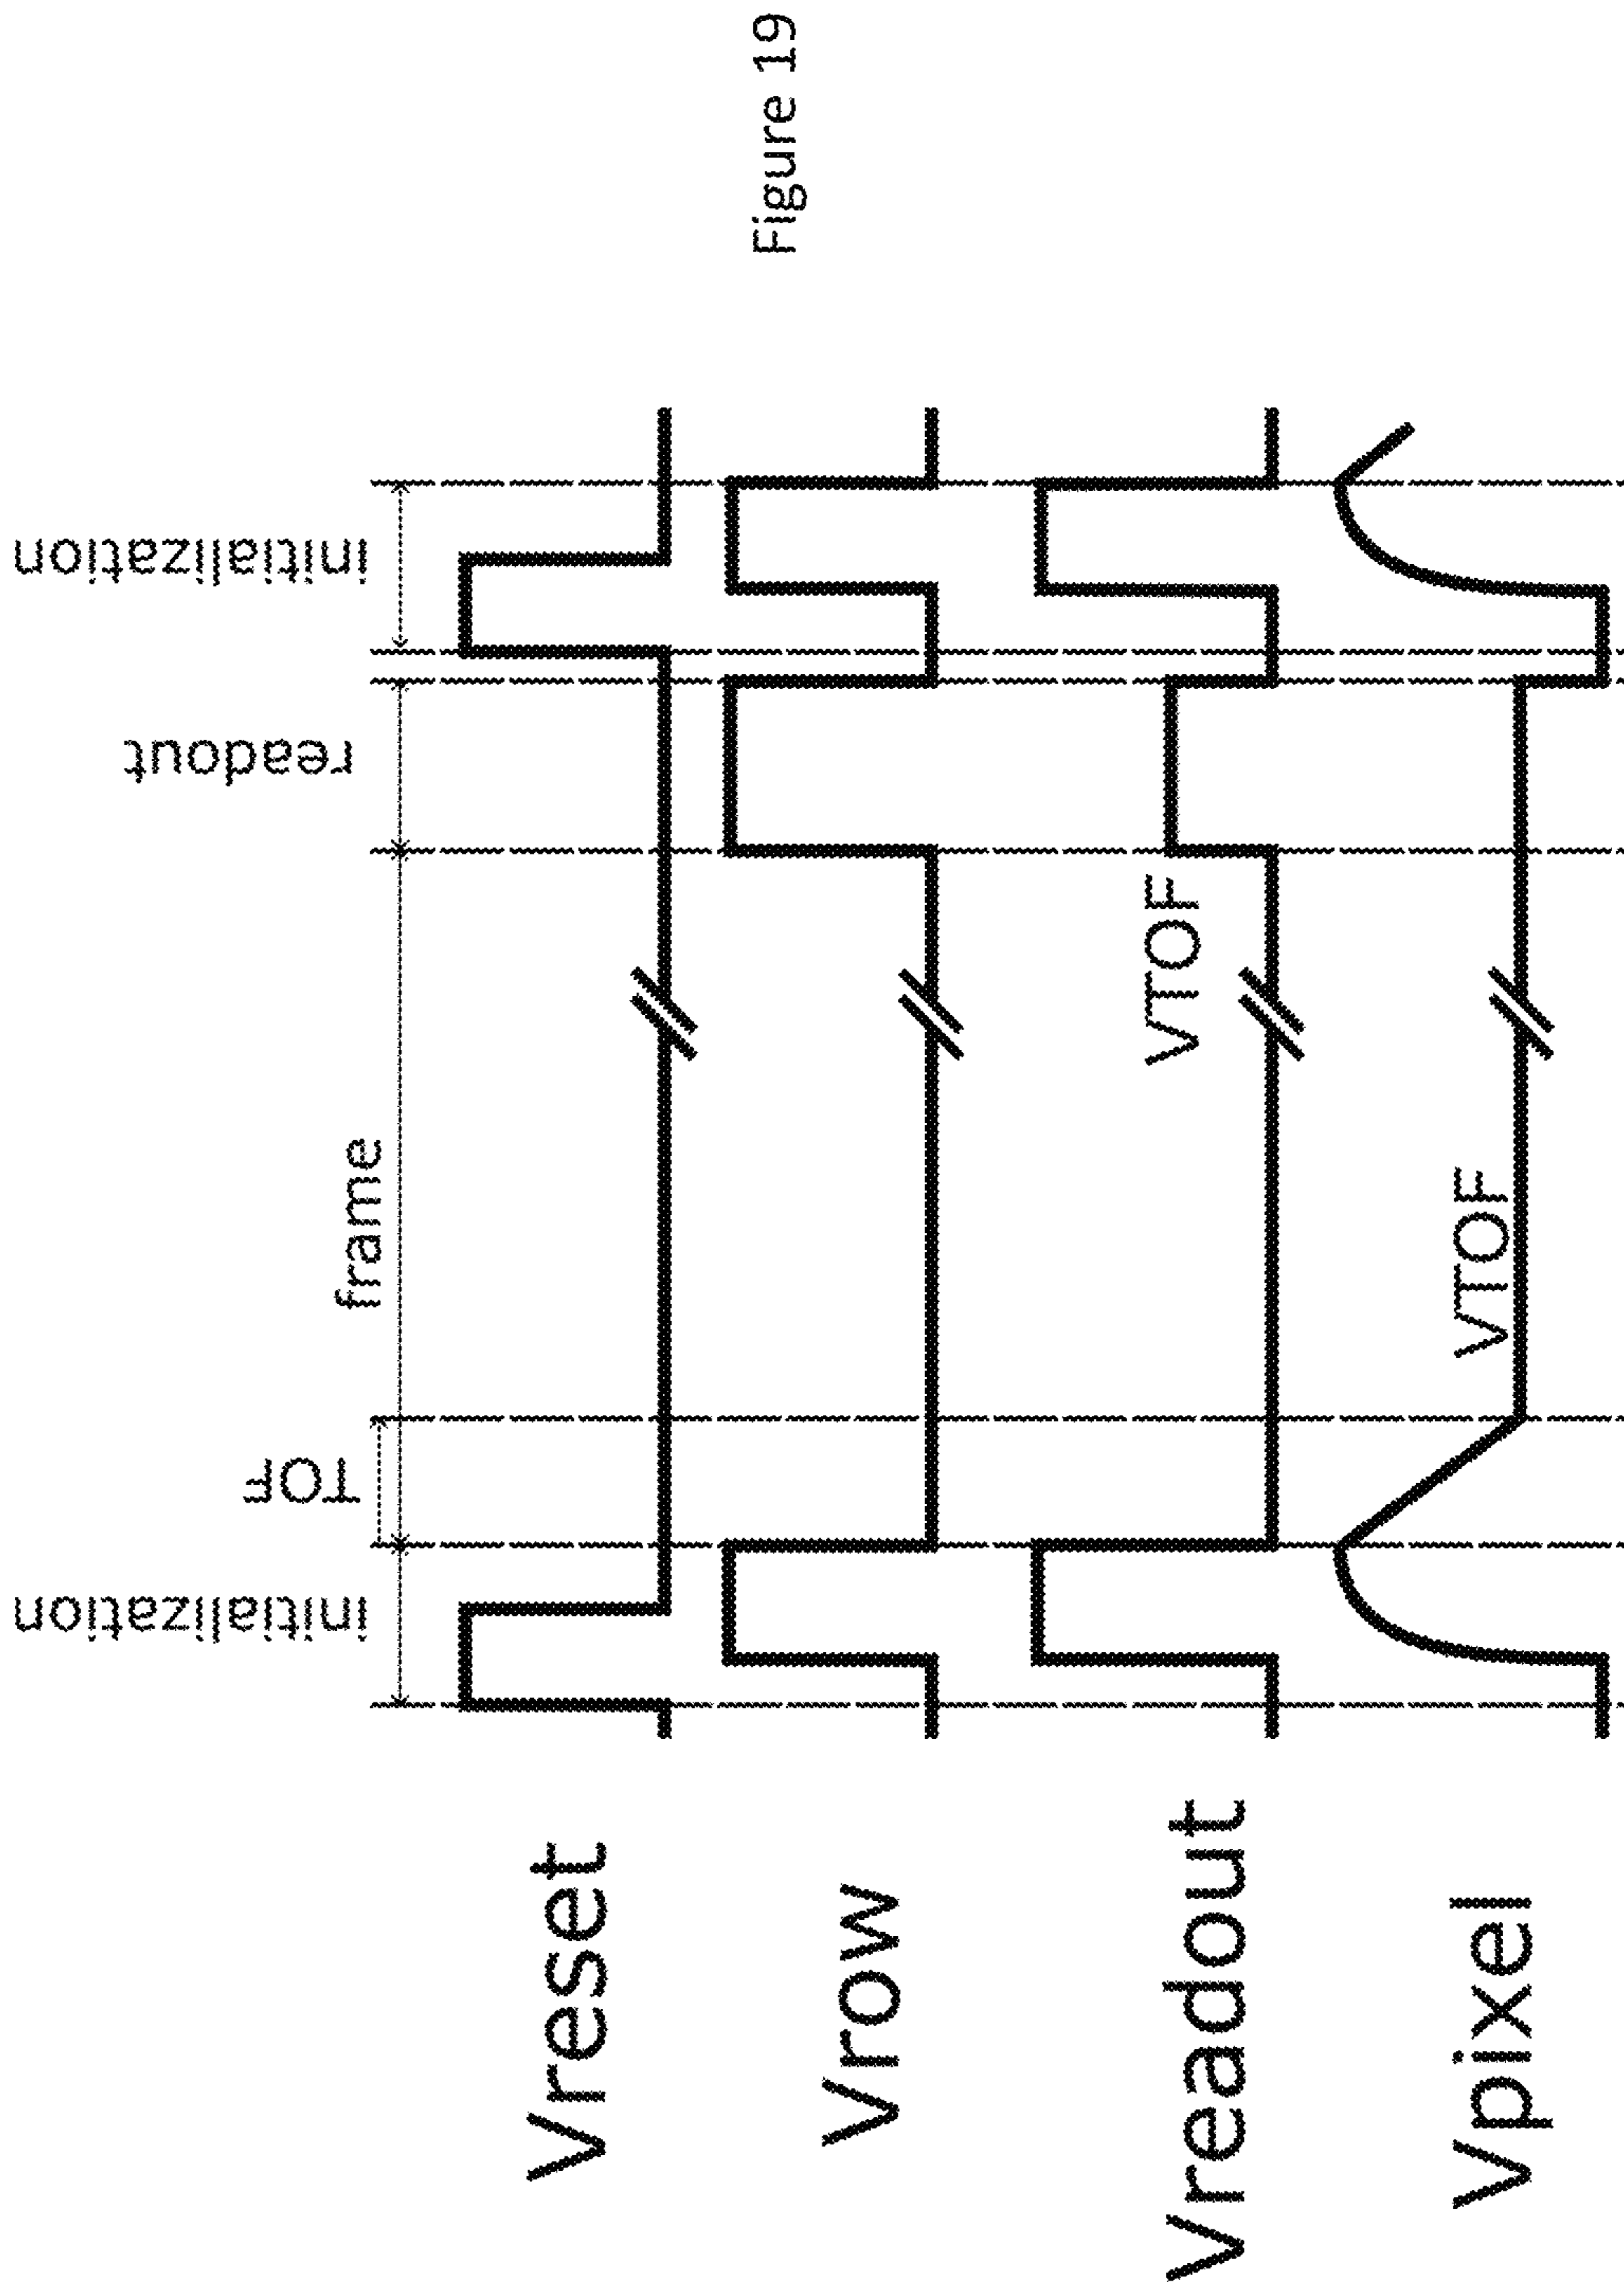 initialization
TOF
frame
readout
initialization
Vreset
Vrow
VTOF
Vreadout
VTOF
Vpixel
Figure 19